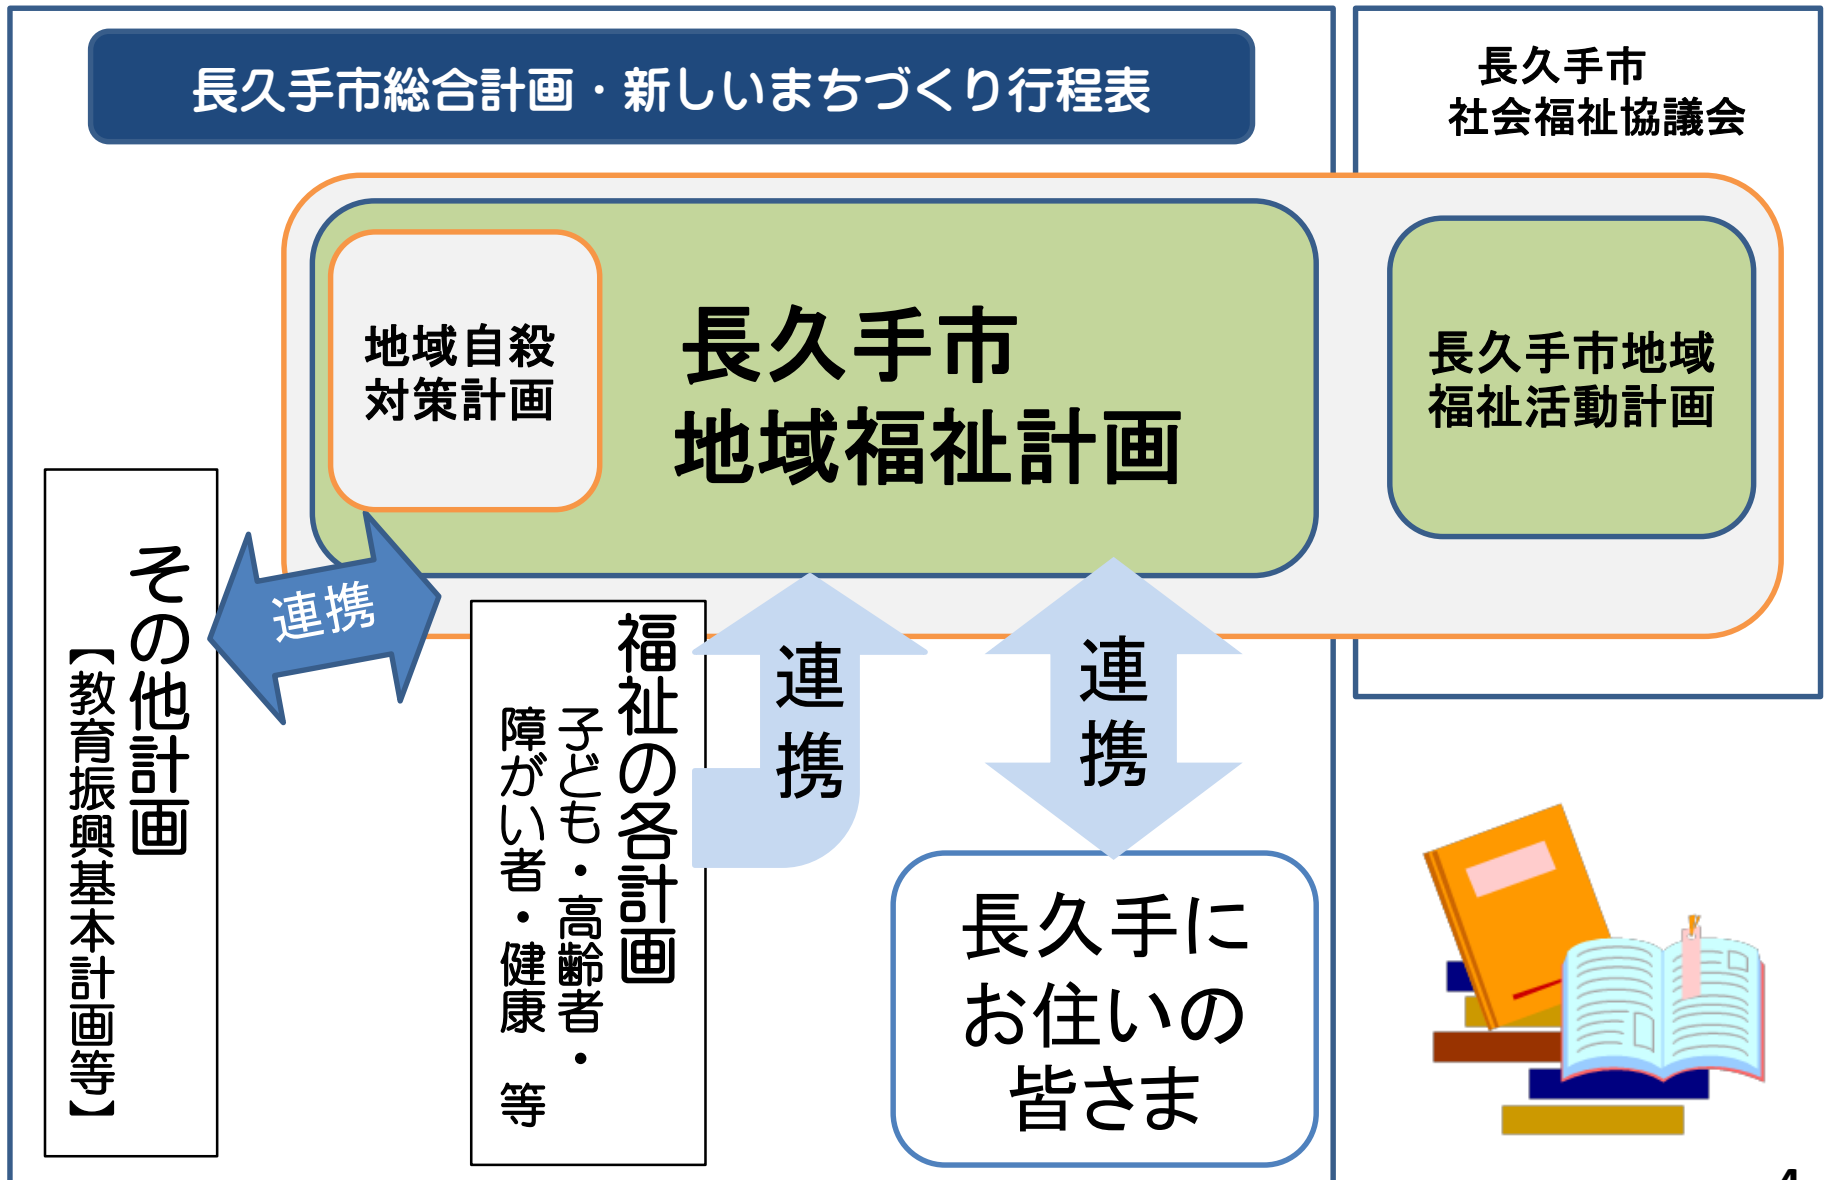 長久手市総合計画・新しいまちづくり行程表
長久手市
社会福祉協議会
地域自殺
対策計画
長久手市
地域福祉計画
長久手市地域
福祉活動計画
連携
その他計画
【教育振興基本計画等】
福祉の各計画
子ども・高齢者・
障がい者・健康 等
連携
連携
長久手に
お住いの
皆さま